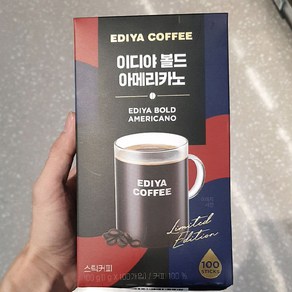 EDIYA COFFEE
이디야 볼드
아메리카노
EDIYA BOLD
AMERICANO
EDIYA
COFFEE
Limited
Edition
100
STICKS
스틱커피